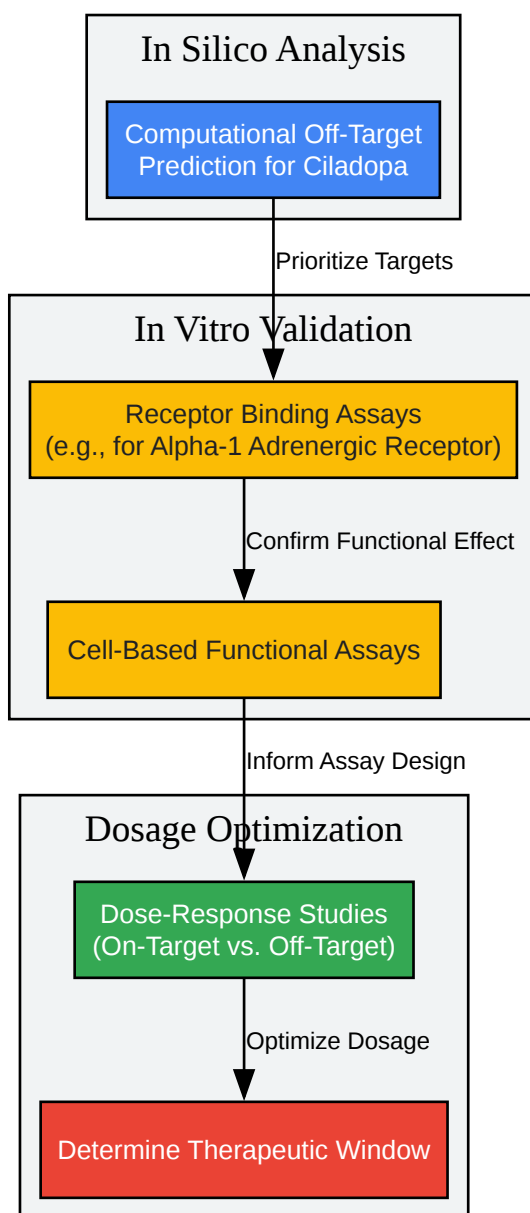 In Silico Analysis
Computational Off-Target
Prediction for Ciladopa
Prioritize Targets
In Vitro Validation
Receptor Binding Assays
(e.g., for Alpha-1 Adrenergic Receptor)
Confirm Functional Effect
Cell-Based Functional Assays
Inform Assay Design
Dosage Optimization
Dose-Response Studies
(On-Target vs. Off-Target)
Optimize Dosage
Determine Therapeutic Window